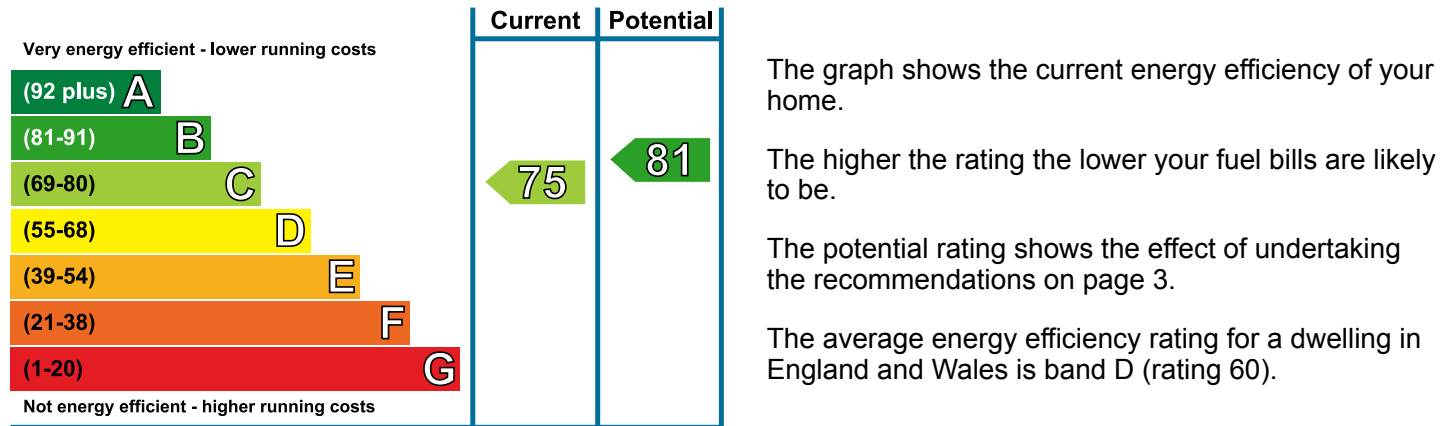 Current Potential
Very energy efficient - lower running costs
(92 plus) A
(81-91) B
(69-80) C
(55-68) D
(39-54) E
(21-38) F
(1-20) G
Not energy efficient - higher running costs
75
81
The graph shows the current energy efficiency of your
home.
The higher the rating the lower your fuel bills are likely
to be.
The potential rating shows the effect of undertaking
the recommendations on page 3.
The average energy efficiency rating for a dwelling in
England and Wales is band D (rating 60).